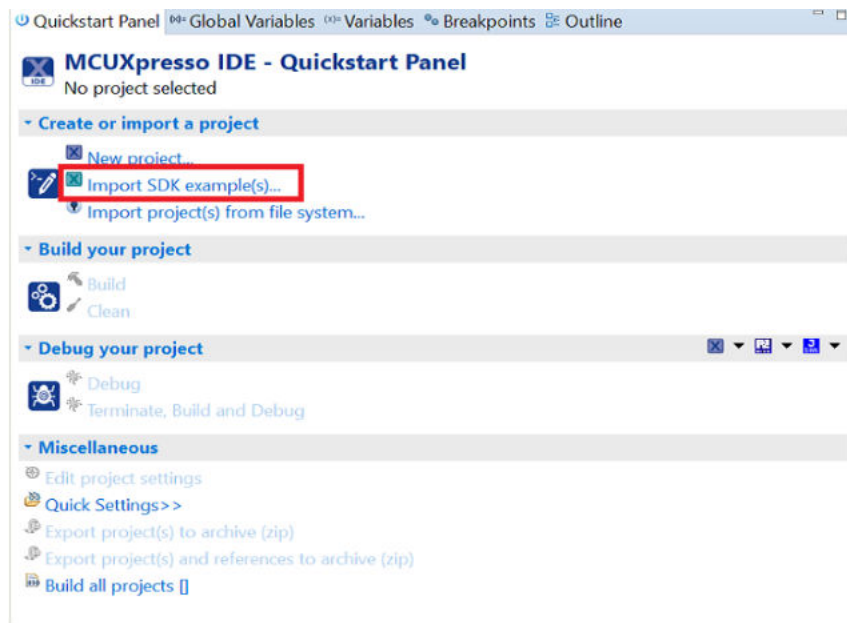 Quickstart Panel (x)= Global Variables (x)= Variables Breakpoints Outline
MCUXpresso IDE - Quickstart Panel
IDE
No project selected
Create or import a project
New project...
Import SDK example(s)...
Import project(s) from file system...
Build your project
Build
Clean
Debug your project
Debug
Terminate, Build and Debug
Miscellaneous
Edit project settings
Quick Settings>>
Export project(s) to archive (zip)
Export project(s) and references to archive (zip)
Build all projects []